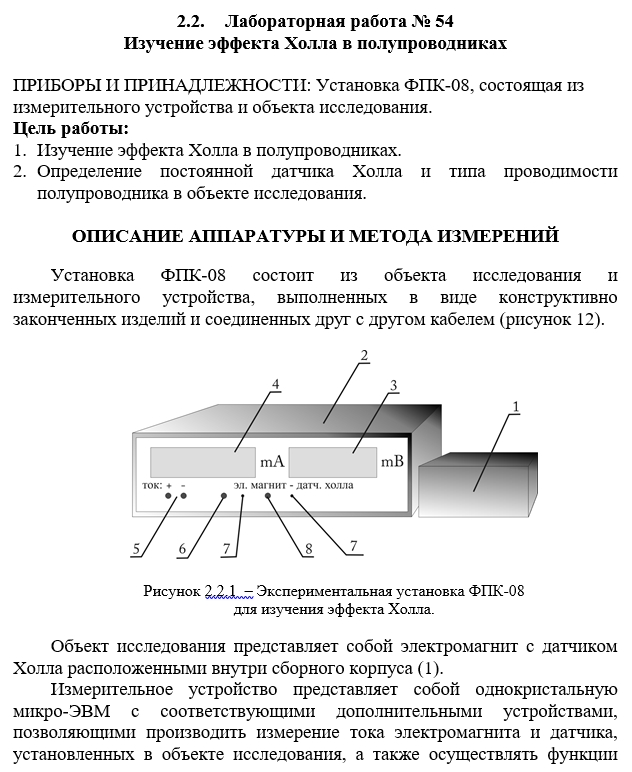 2.2. Лабораторная работа № 54
Изучение эффекта Холла в полупроводниках
ПРИБОРЫ И ПРИНАДЛЕЖНОСТИ: Установка ФПК-08, состоящая из
измерительного устройства и объекта исследования.
Цель работы:
1. Изучение эффекта Холла в полупроводниках.
2. Определение постоянной датчика Холла и типа проводимости
полупроводника в объекте исследования.
ОПИСАНИЕ АППАРАТУРЫ И МЕТОДА ИЗМЕРЕНИЙ
Установка ФПК-08 состоит из объекта исследования и
измерительного устройства, выполненных в виде конструктивно
законченных изделий и соединенных друг с другом кабелем (рисунок 12).
2
4
3
1
mA
mB
ток: + -
эл. магнит - датч. холла
5
6
7
8
7
Рисунок 2.2.1. – Экспериментальная установка ФПК-08
для изучения эффекта Холла.
Объект исследования представляет собой электромагнит с датчиком
Холла расположенными внутри сборного корпуса (1).
Измерительное устройство представляет собой однокристальную
микро-ЭВМ с соответствующими дополнительными устройствами,
позволяющими производить измерение тока электромагнита и датчика,
установленных в объекте исследования, а также осуществлять функции